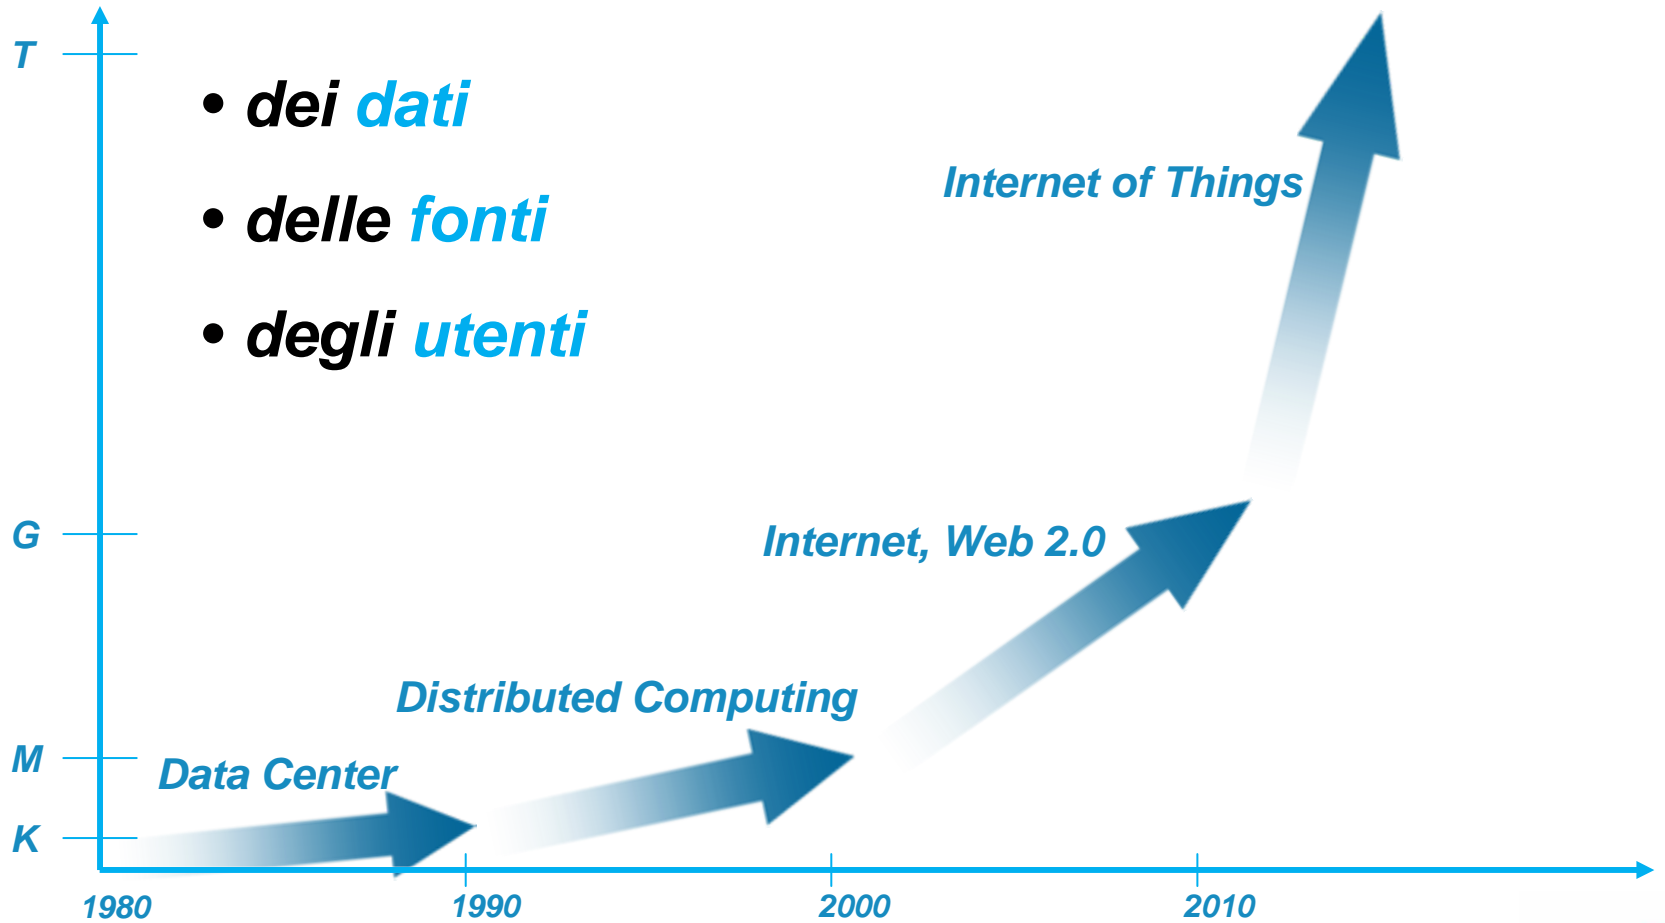 T
• dei dati
• delle fonti
• degli utenti
Internet of Things
G
Internet, Web 2.0
Distributed Computing
M
Data Center
K
1980 1990 2000 2010